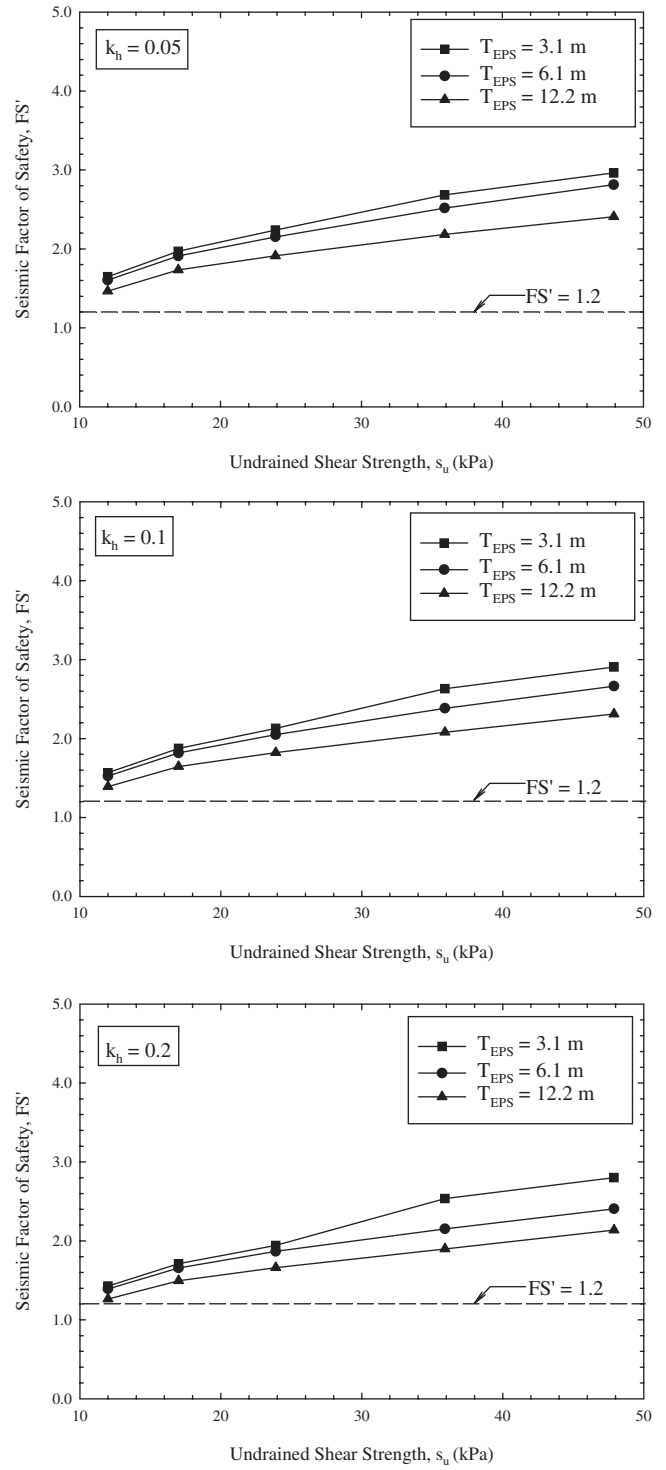 5.0
k_h = 0.05
T_EPS = 3.1 m
T_EPS = 6.1 m
T_EPS = 12.2 m
4.0
3.0
2.0
1.0
0.0
FS' = 1.2
Seismic Factor of Safety, FS'
10 20 30 40 50
Undrained Shear Strength, s_u (kPa)
5.0
k_h = 0.1
T_EPS = 3.1 m
T_EPS = 6.1 m
T_EPS = 12.2 m
4.0
3.0
2.0
1.0
0.0
FS' = 1.2
Seismic Factor of Safety, FS'
10 20 30 40 50
Undrained Shear Strength, s_u (kPa)
5.0
k_h = 0.2
T_EPS = 3.1 m
T_EPS = 6.1 m
T_EPS = 12.2 m
4.0
3.0
2.0
1.0
0.0
FS' = 1.2
Seismic Factor of Safety, FS'
10 20 30 40 50
Undrained Shear Strength, s_u (kPa)